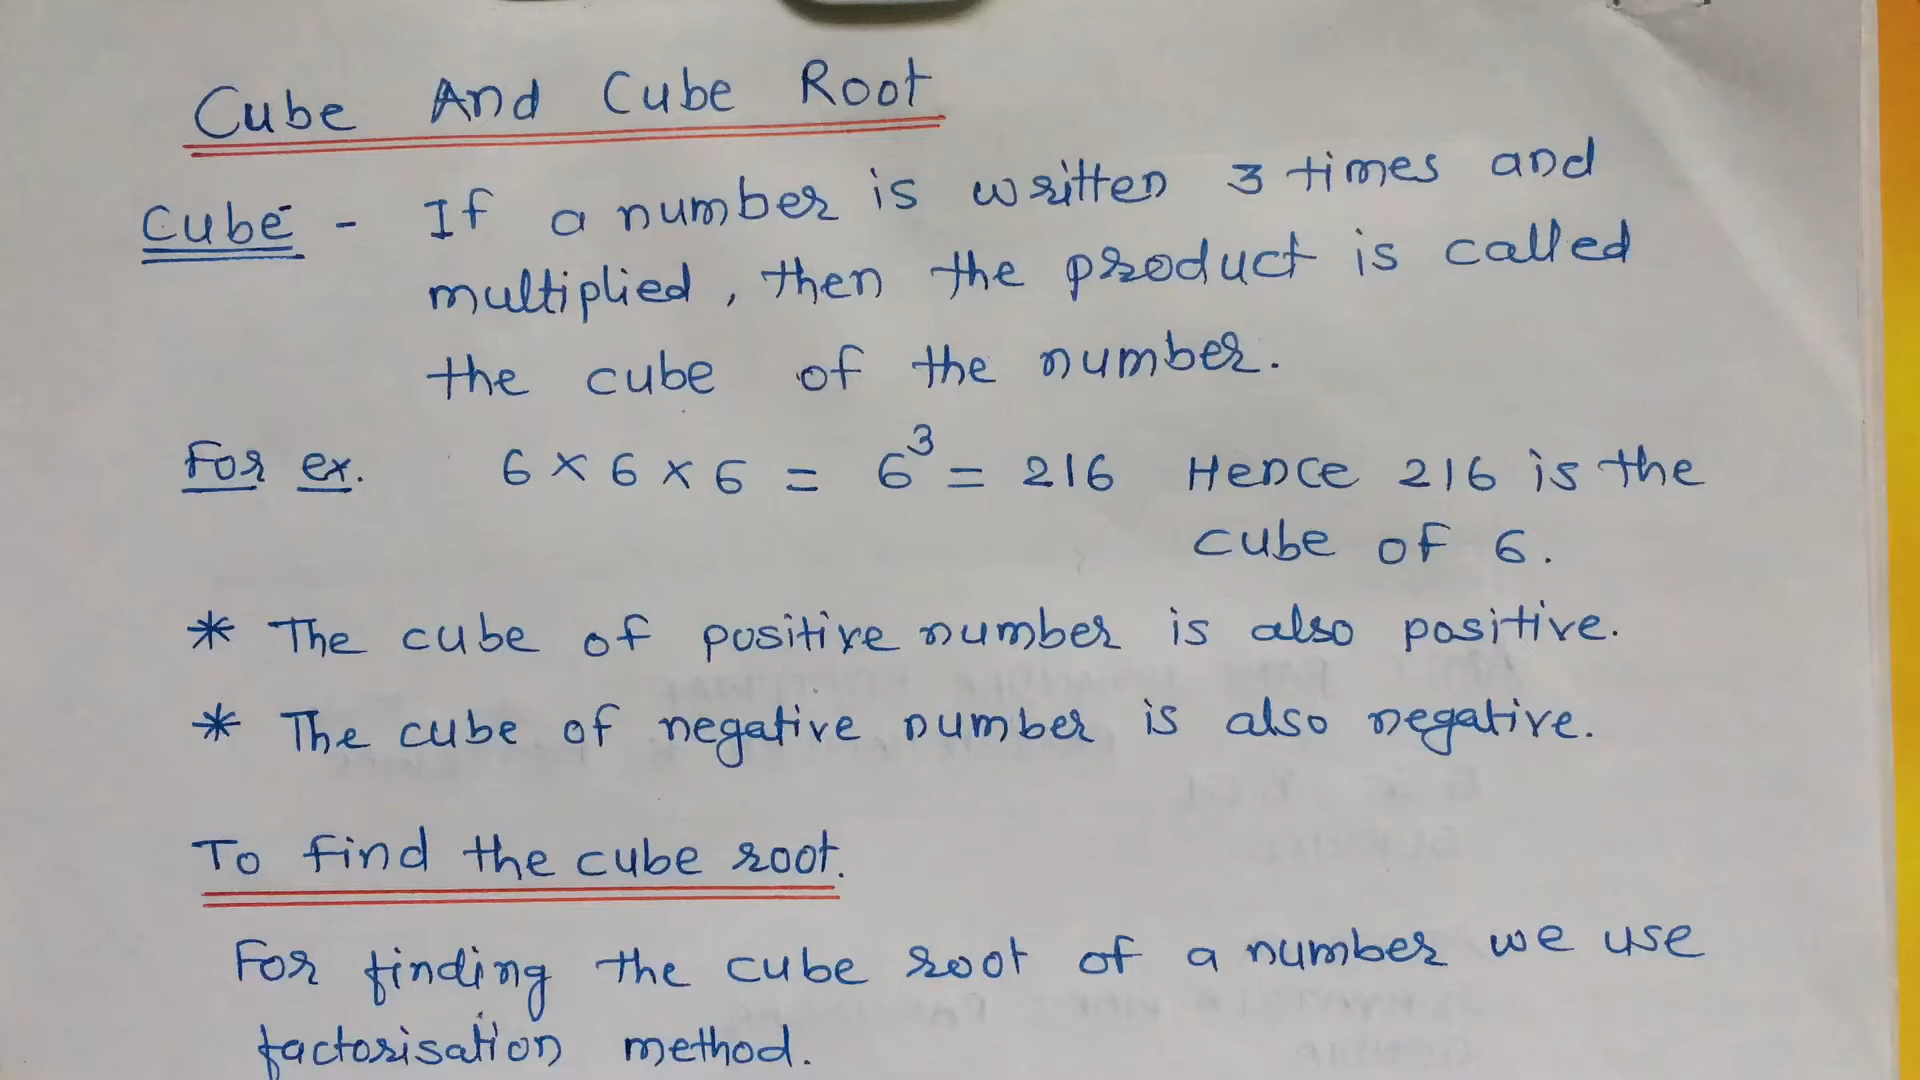 Cube And Cube Root
Cube - If a number is written 3 times and
multiplied, then the product is called
the cube of the number.
For ex. 6 × 6 × 6 = 6³ = 216 Hence 216 is the
cube of 6.
* The cube of positive number is also positive.
* The cube of negative number is also negative.
To find the cube root.
For finding the cube root of a number we use
factorisation method.